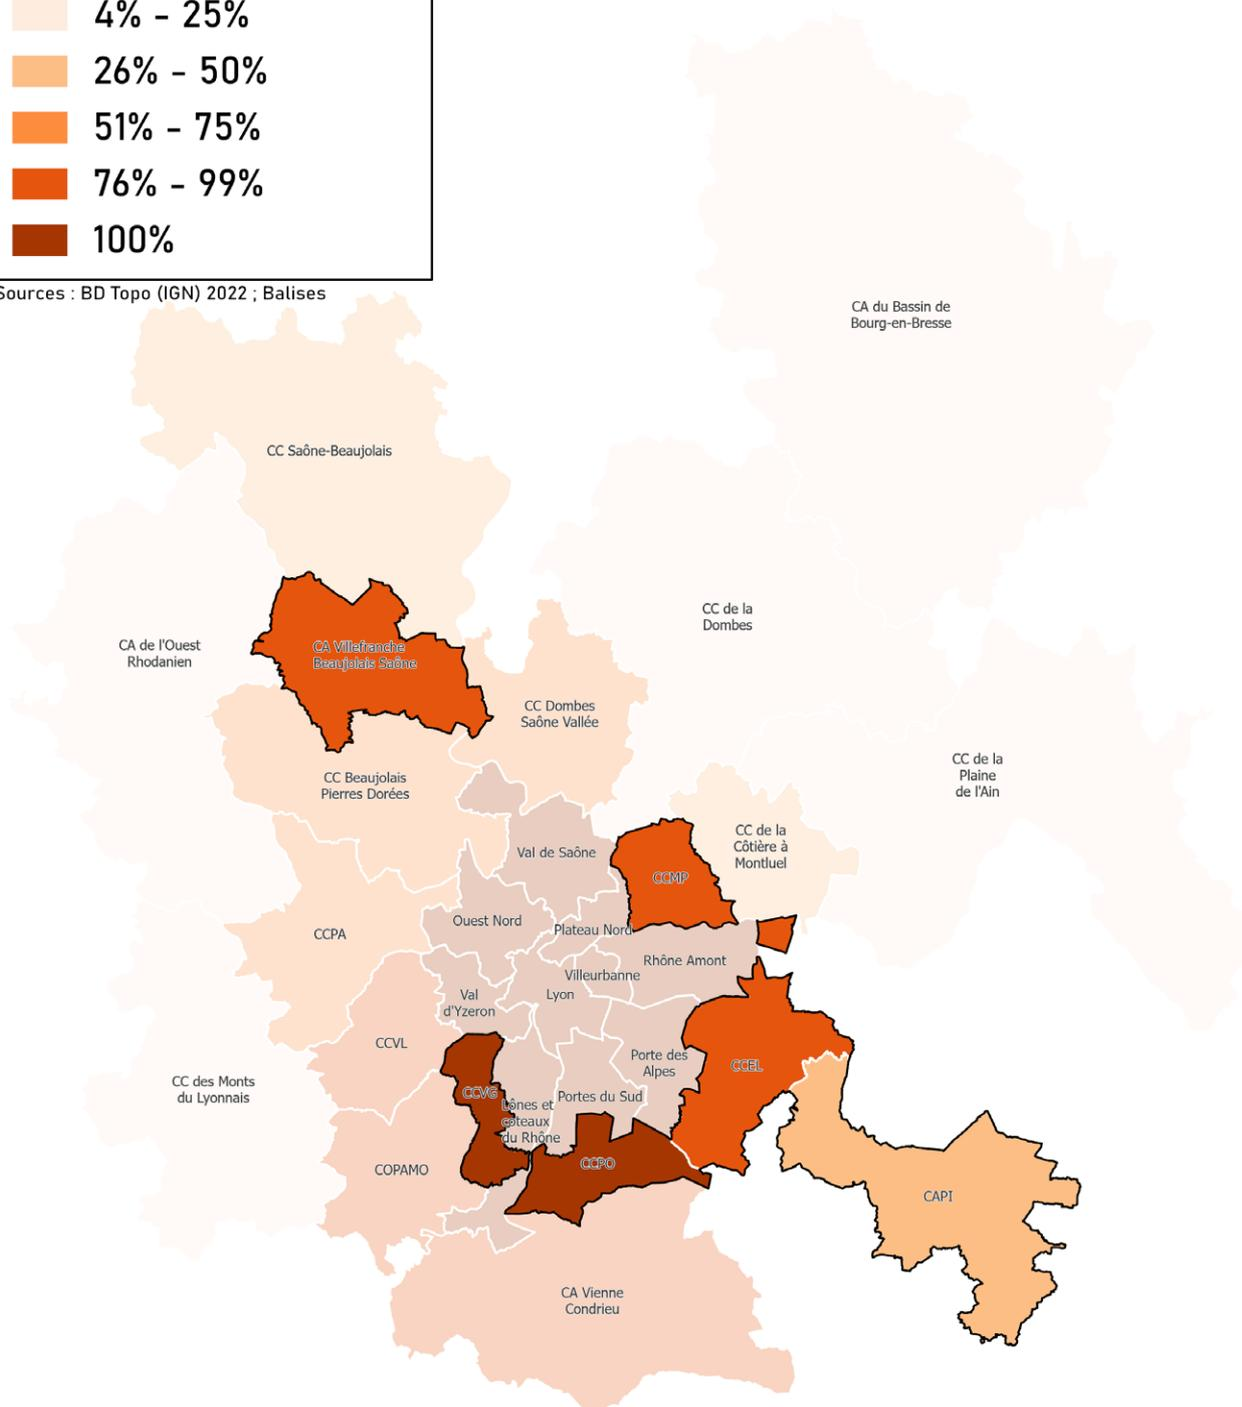 4% - 25%
26% - 50%
51% - 75%
76% - 99%
100%
Sources : BD Topo (IGN) 2022 ; Balises
CA du Bassin de
Bourg-en-Bresse
CC Saône-Beaujolais
CC de la
Dombes
CA de l'Ouest
Rhodanien
CA Villefranche
Beaujolais Saône
CC Dombes
Saône Vallée
CC de la
Plaine
de l'Ain
CC Beaujolais
Pierres Dorées
CC de la
Côtière à
Montluel
Val de Saône
CCMP
Ouest Nord
Plateau Nord
CCPA
Rhône Amont
Villeurbanne
Lyon
Val
d'Yzeron
CCVL
Porte des
Alpes
CCEL
CC des Monts
du Lyonnais
CCVG
Portes du Sud
Lônes et
coteaux
du Rhône
CCPO
COPAMO
CAPI
CA Vienne
Condrieu